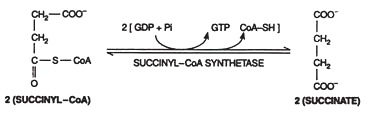 CH₂–COO⁻
CH₂
C–S–CoA
O
2 (SUCCINYL–CoA)
2 [GDP + Pi
GTP CoA–SH]
SUCCINYL–CoA SYNTHETASE
COO⁻
CH₂
CH₂
COO⁻
2 (SUCCINATE)